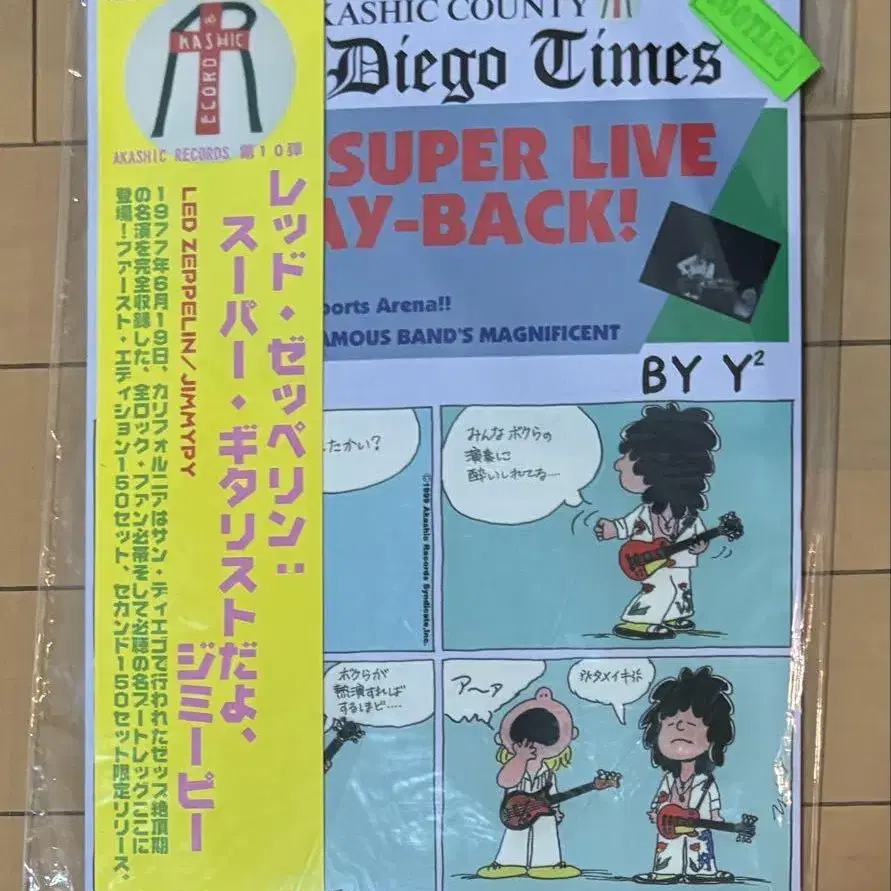 KASHIC COUNTY
Diego Times
BOOTLEG
SUPER LIVE
AY-BACK!
ports Arena!!
AMOUS BAND'S MAGNIFICENT
BY Y²
AKASHIC
RECORD
AKASHIC RECORDS 第10弾
レッド・ゼッペリン:
スーパー・ギタリストだよ、
ジミーピー
LED ZEPPELIN/JIMMYPY
1977年6月19日、カリフォルニアはサン・ディエゴで行われたゼップ絶頂期
の名演を完全収録した、全ロック・ファン必帯そして必聴の名ブートレッグここに
登場!ファースト・エディション150セット、セカンド150セット限定リリース。
たかい?
©1999 Akashic Records Syndicate,Inc.
みんなボクらの
演奏に
酔いしれてる…
ボクらが
熱演すれば
するほど‥‥
ア〜ァ